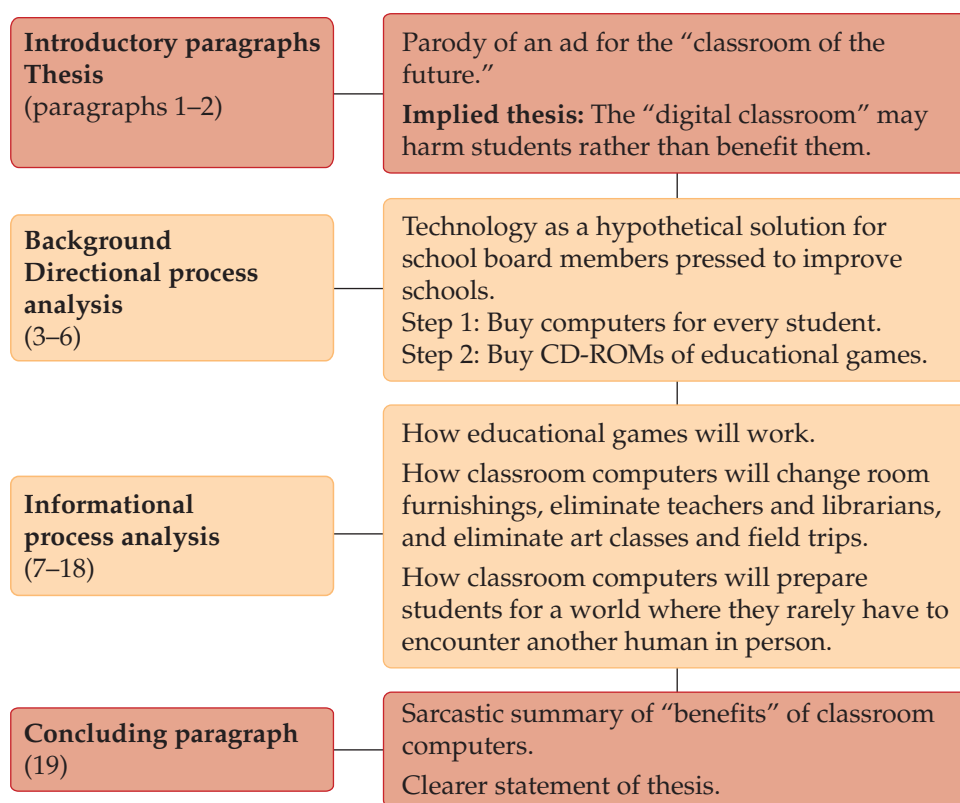 Introductory paragraphs
Thesis
(paragraphs 1–2)
Parody of an ad for the “classroom of the
future.”
Implied thesis: The “digital classroom” may
harm students rather than benefit them.
Background
Directional process
analysis
(3–6)
Technology as a hypothetical solution for
school board members pressed to improve
schools.
Step 1: Buy computers for every student.
Step 2: Buy CD-ROMs of educational games.
Informational
process analysis
(7–18)
How educational games will work.
How classroom computers will change room
furnishings, eliminate teachers and librarians,
and eliminate art classes and field trips.
How classroom computers will prepare
students for a world where they rarely have to
encounter another human in person.
Concluding paragraph
(19)
Sarcastic summary of “benefits” of classroom
computers.
Clearer statement of thesis.